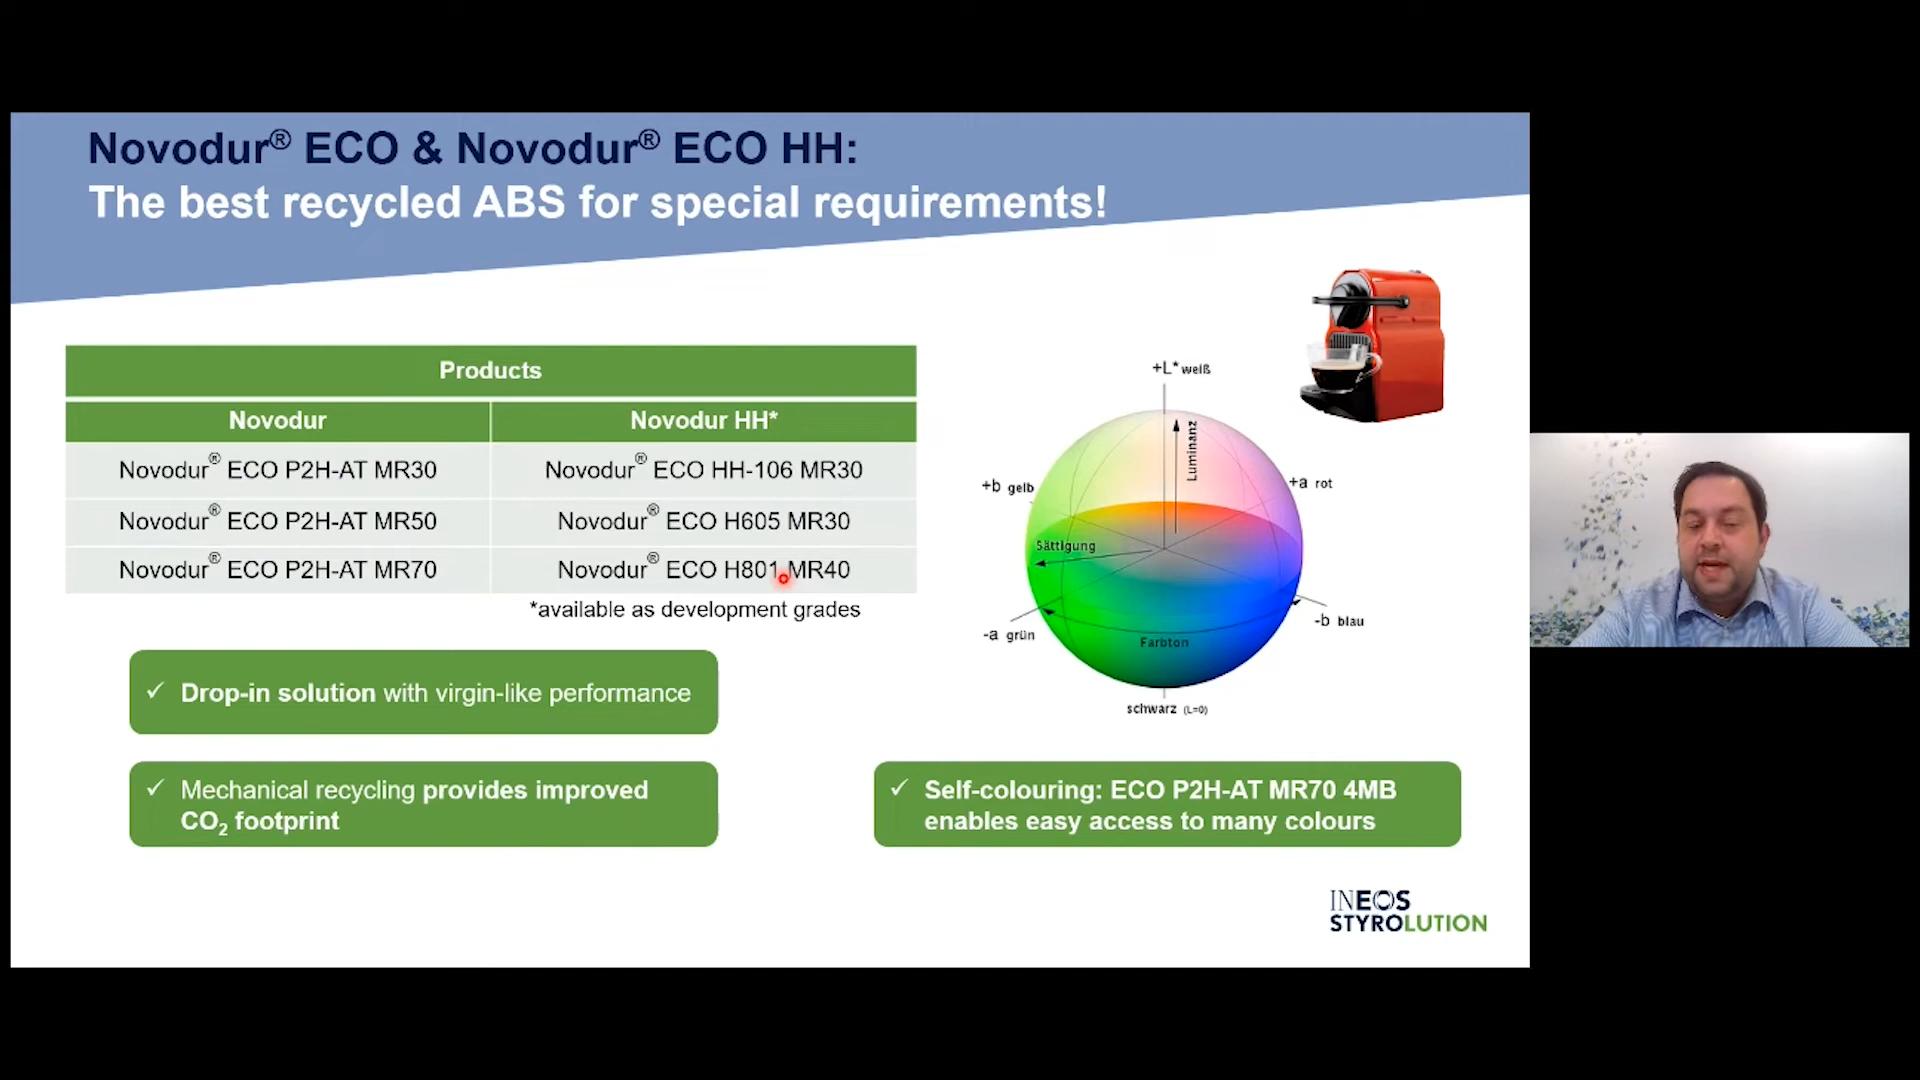 Novodur® ECO & Novodur® ECO HH:
The best recycled ABS for special requirements!
Products
Novodur
Novodur HH*
Novodur® ECO P2H-AT MR30
Novodur® ECO HH-106 MR30
Novodur® ECO P2H-AT MR50
Novodur® ECO H605 MR30
Novodur® ECO P2H-AT MR70
Novodur® ECO H801 MR40
*available as development grades
✓ Drop-in solution with virgin-like performance
✓ Mechanical recycling provides improved
CO₂ footprint
+L* weiß
Luminanz
+b gelb
+a rot
Sättigung
-a grün
-b blau
Farbton
schwarz (L=0)
✓ Self-colouring: ECO P2H-AT MR70 4MB
enables easy access to many colours
INEOS
STYROLUTION